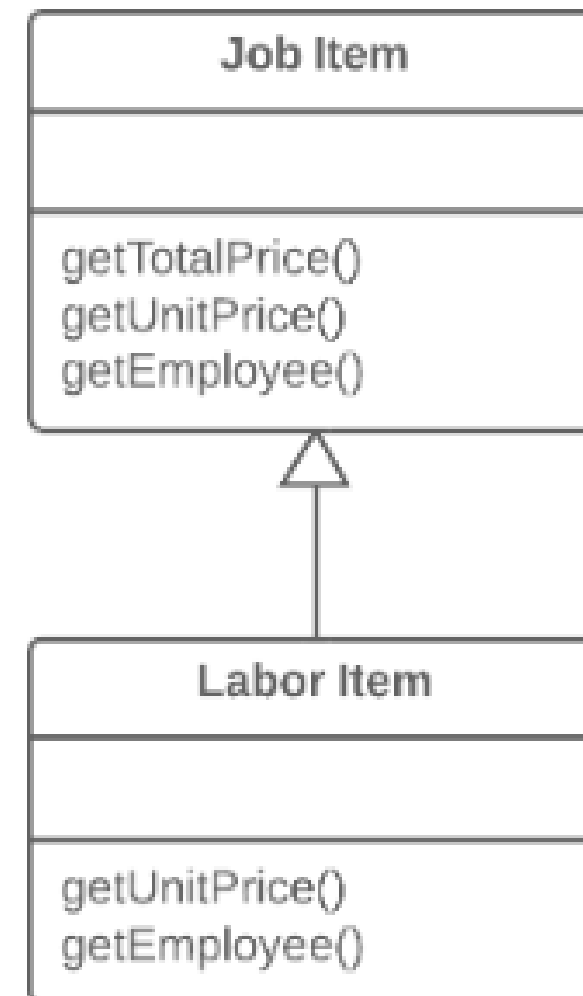 Job Item
getTotalPrice()
getUnitPrice()
getEmployee()
Labor Item
getUnitPrice()
getEmployee()